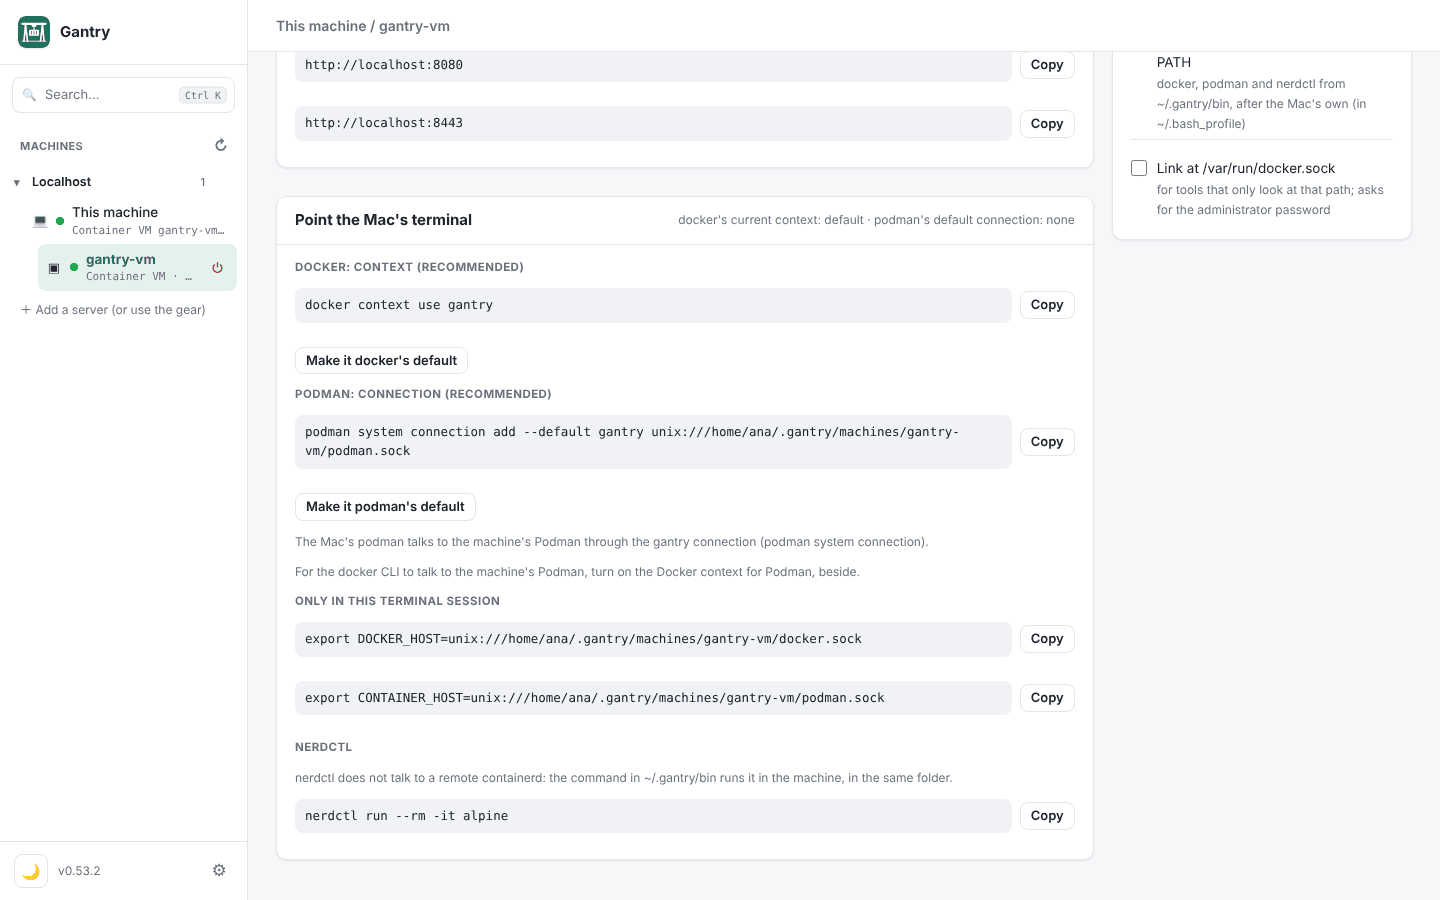 Gantry
Search...
Ctrl K
MACHINES
Localhost
1
This machine
Container VM gantry-vm…
gantry-vm
Container VM · …
+ Add a server (or use the gear)
v0.53.2
This machine / gantry-vm
http://localhost:8080
Copy
http://localhost:8443
Copy
Point the Mac's terminal
docker's current context: default · podman's default connection: none
DOCKER: CONTEXT (RECOMMENDED)
docker context use gantry
Copy
Make it docker's default
PODMAN: CONNECTION (RECOMMENDED)
podman system connection add --default gantry unix:///home/ana/.gantry/machines/gantry-
vm/podman.sock
Copy
Make it podman's default
The Mac's podman talks to the machine's Podman through the gantry connection (podman system connection).
For the docker CLI to talk to the machine's Podman, turn on the Docker context for Podman, beside.
ONLY IN THIS TERMINAL SESSION
export DOCKER_HOST=unix:///home/ana/.gantry/machines/gantry-vm/docker.sock
Copy
export CONTAINER_HOST=unix:///home/ana/.gantry/machines/gantry-vm/podman.sock
Copy
NERDCTL
nerdctl does not talk to a remote containerd: the command in ~/.gantry/bin runs it in the machine, in the same folder.
nerdctl run --rm -it alpine
Copy
PATH
docker, podman and nerdctl from
~/.gantry/bin, after the Mac's own (in
~/.bash_profile)
Link at /var/run/docker.sock
for tools that only look at that path; asks
for the administrator password